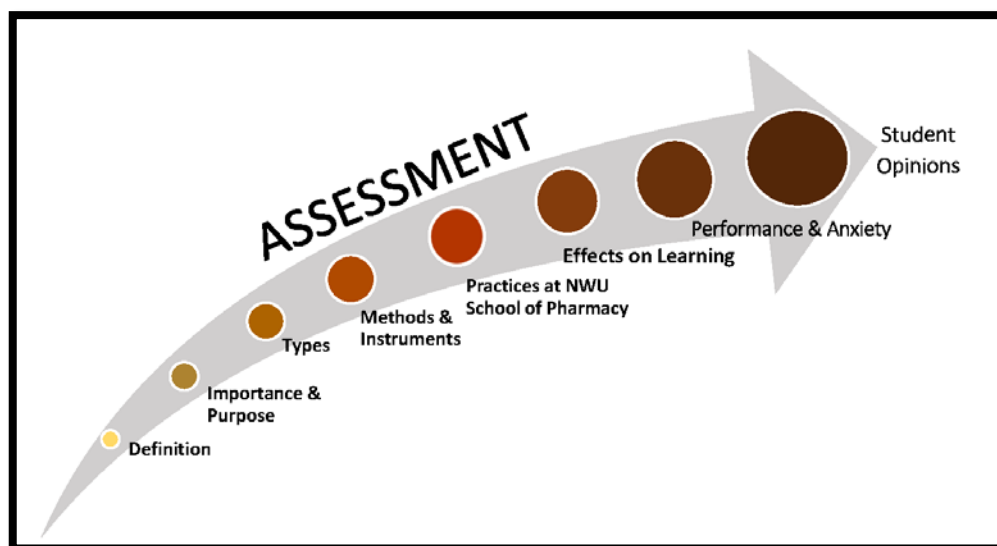 ASSESSMENT
Definition
Importance &
Purpose
Types
Methods &
Instruments
Practices at NWU
School of Pharmacy
Effects on Learning
Performance & Anxiety
Student
Opinions